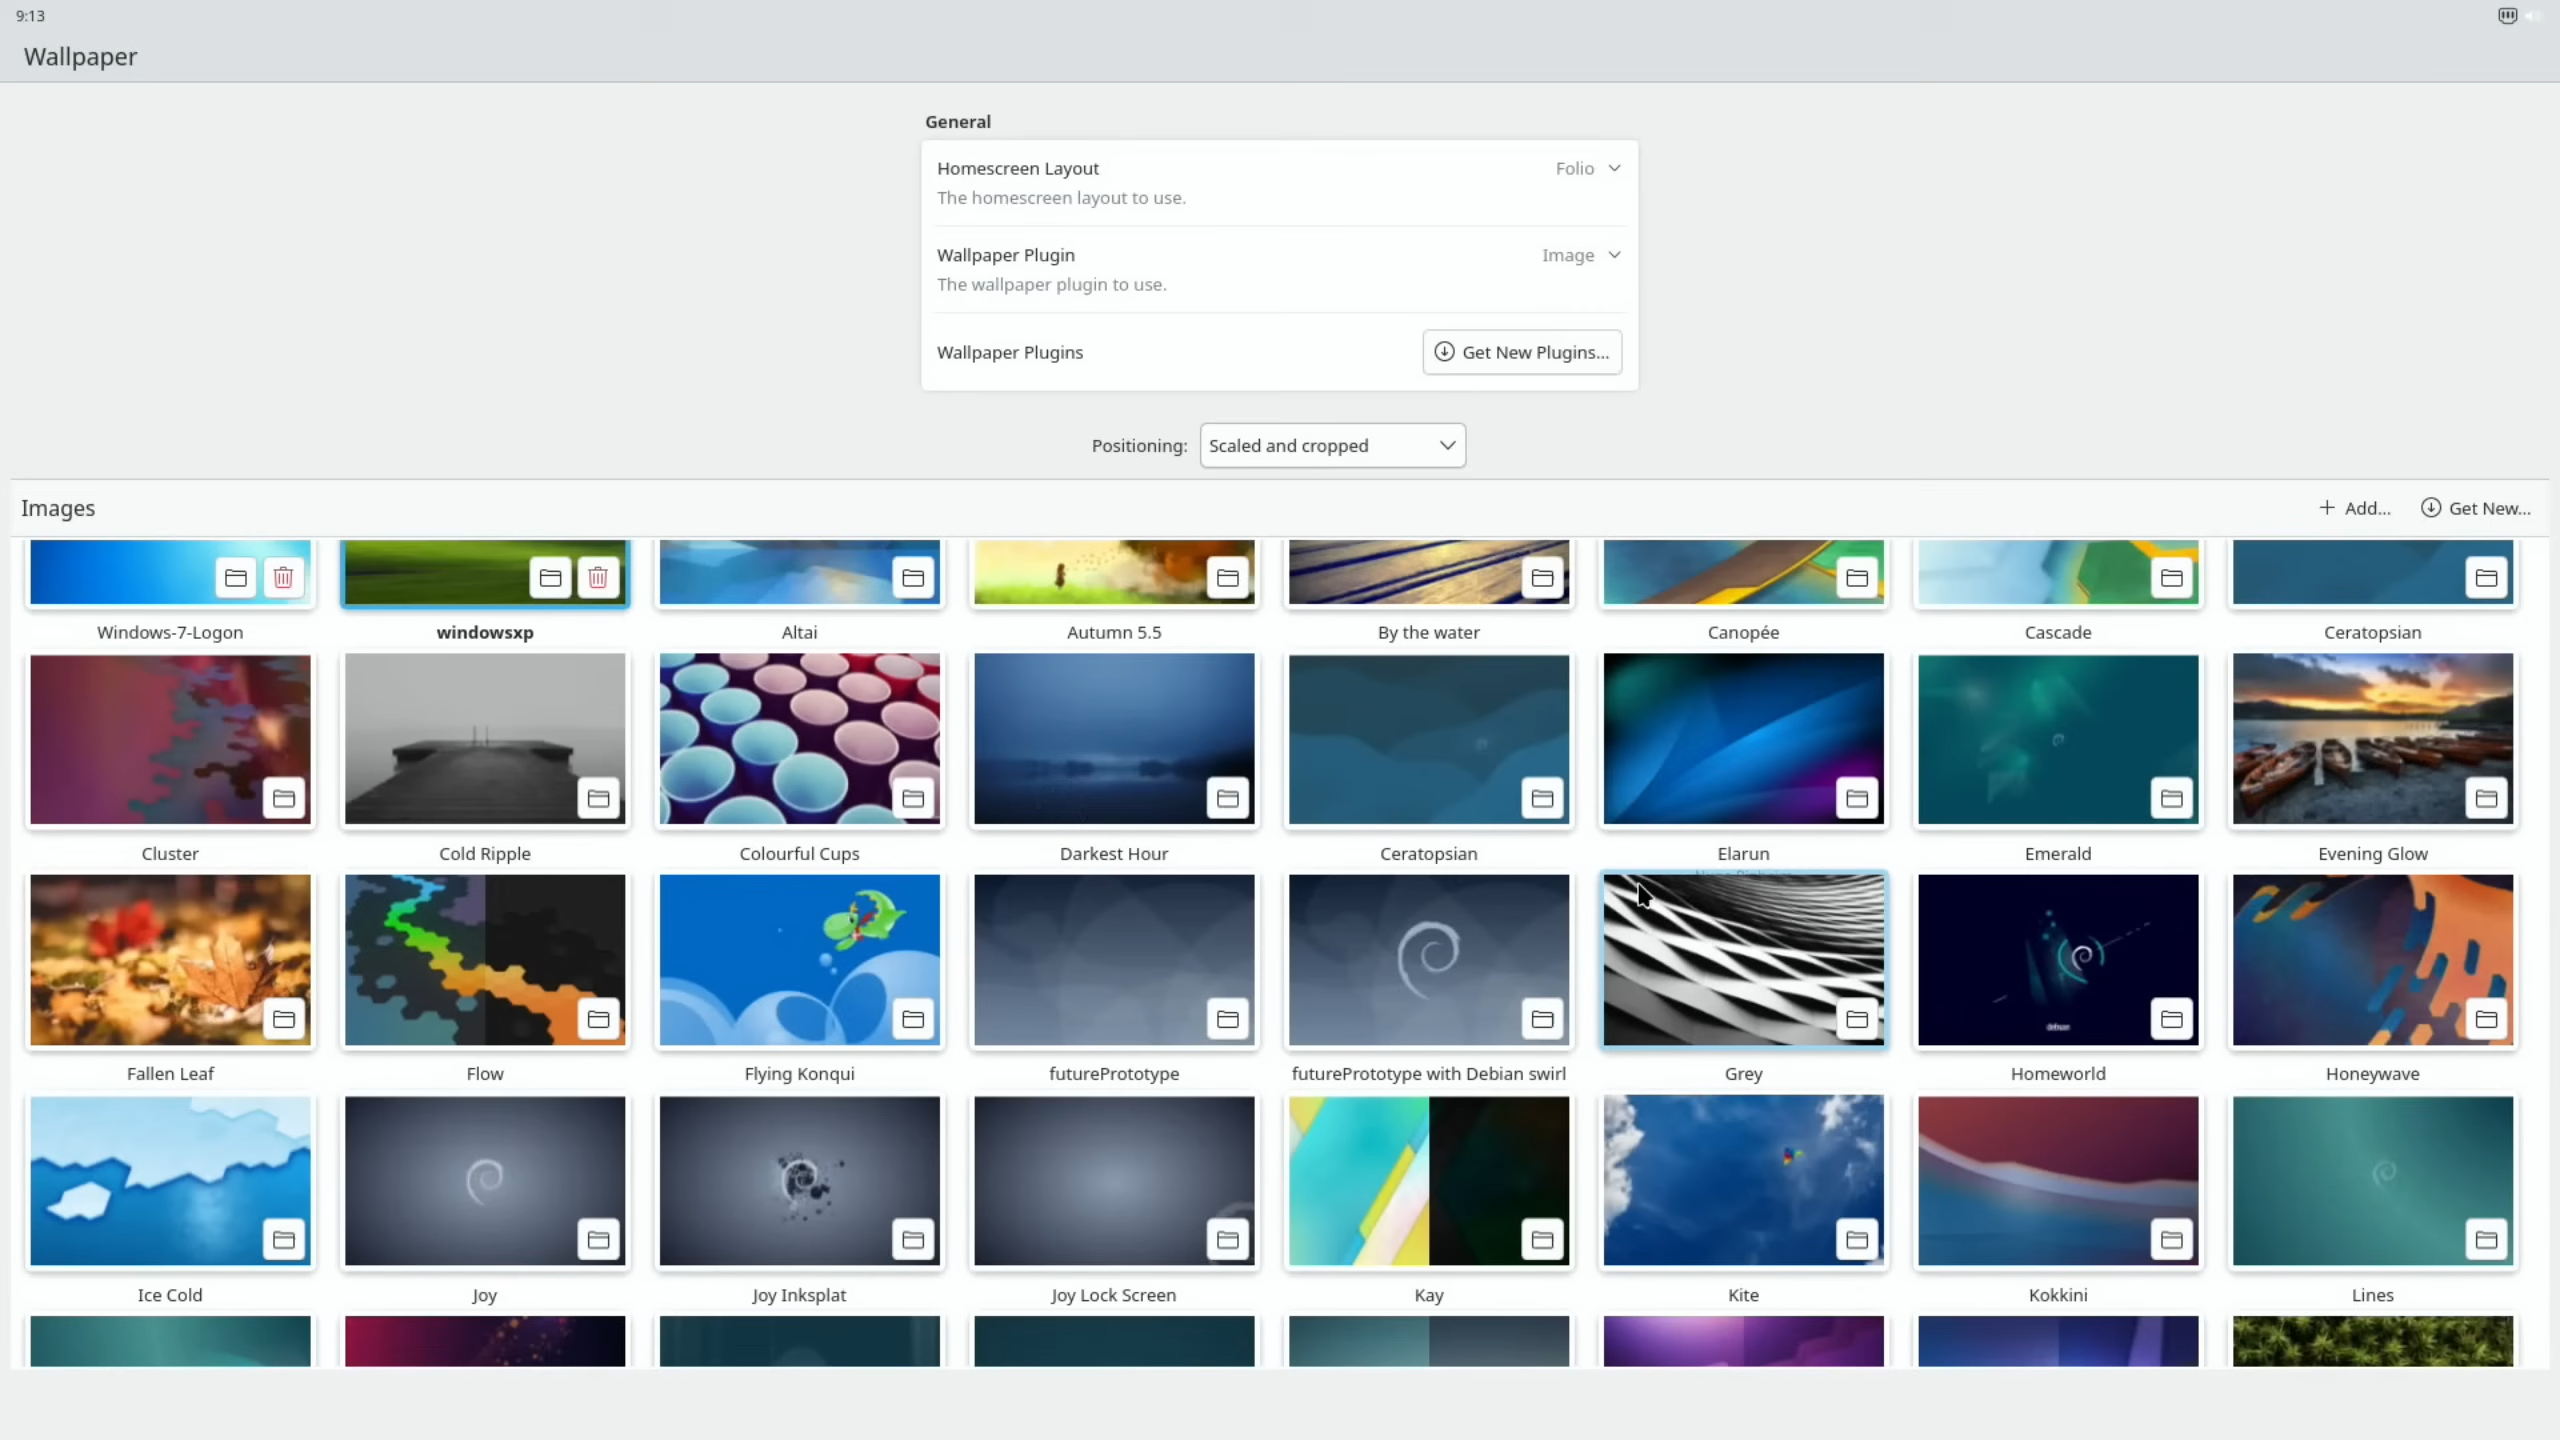 9:13
Wallpaper
General
Homescreen Layout Folio
The homescreen layout to use.
Wallpaper Plugin Image
The wallpaper plugin to use.
Wallpaper Plugins Get New Plugins...
Positioning: Scaled and cropped
Images Add... Get New...
Windows-7-Logon windowsxp Altai Autumn 5.5 By the water Canopée Cascade Ceratopsian
Cluster Cold Ripple Colourful Cups Darkest Hour Ceratopsian Elarun Emerald Evening Glow
debian
Fallen Leaf Flow Flying Konqui futurePrototype futurePrototype with Debian swirl Grey Homeworld Honeywave
Ice Cold Joy Joy Inksplat Joy Lock Screen Kay Kite Kokkini Lines